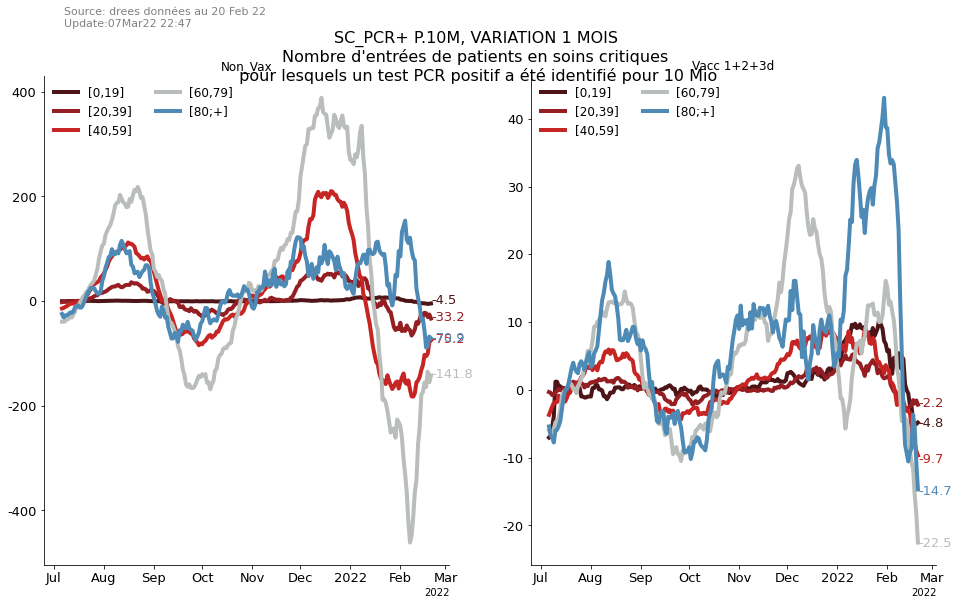 Source: drees données au 20 Feb 22
Update:07Mar22 22:47
SC_PCR+ P.10M, VARIATION 1 MOIS
Nombre d'entrées de patients en soins critiques
pour lesquels un test PCR positif a été identifié pour 10 Mio
Non_Vax
[0,19]
[20,39]
[40,59]
[60,79]
[80;+]
400
200
0
-200
-400
-4.5
-33.2
-141.8
Jul
Aug
Sep
Oct
Nov
Dec
2022
Feb
Mar
2022
Vacc 1+2+3d
[0,19]
[20,39]
[40,59]
[60,79]
[80;+]
40
30
20
10
0
-10
-20
-2.2
-4.8
-9.7
-14.7
-22.5
Jul
Aug
Sep
Oct
Nov
Dec
2022
Feb
Mar
2022